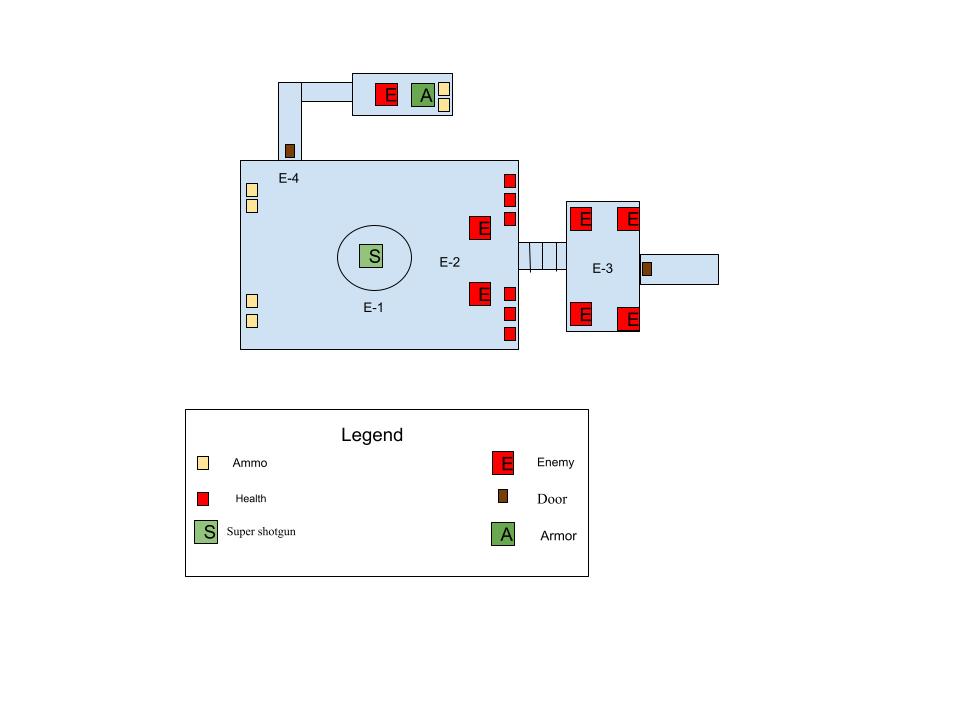 E A
E-4
E E E
S E-2 E-3
E-1 E E E
Legend
Ammo E Enemy
Health Door
S Super shotgun A Armor